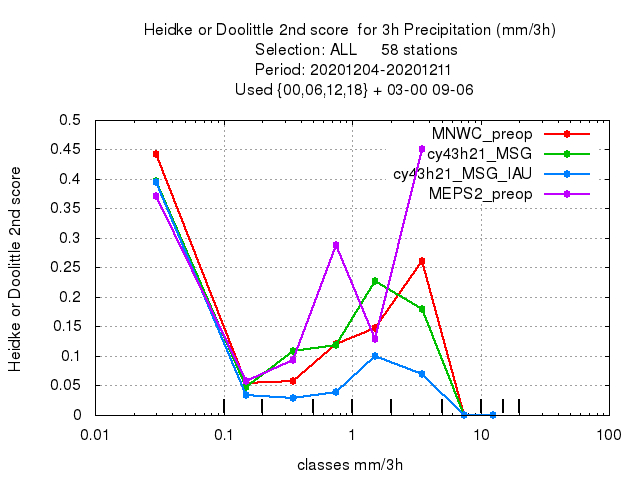 Heidke or Doolittle 2nd score  for 3h Precipitation (mm/3h)
Selection: ALL     58 stations
Period: 20201204-20201211
Used {00,06,12,18} + 03-00 09-06
MNWC_preop
cy43h21_MSG
cy43h21_MSG_IAU
MEPS2_preop
Heidke or Doolittle 2nd score
0.5
0.45
0.4
0.35
0.3
0.25
0.2
0.15
0.1
0.05
0
0.01 0.1 1 10 100
classes mm/3h